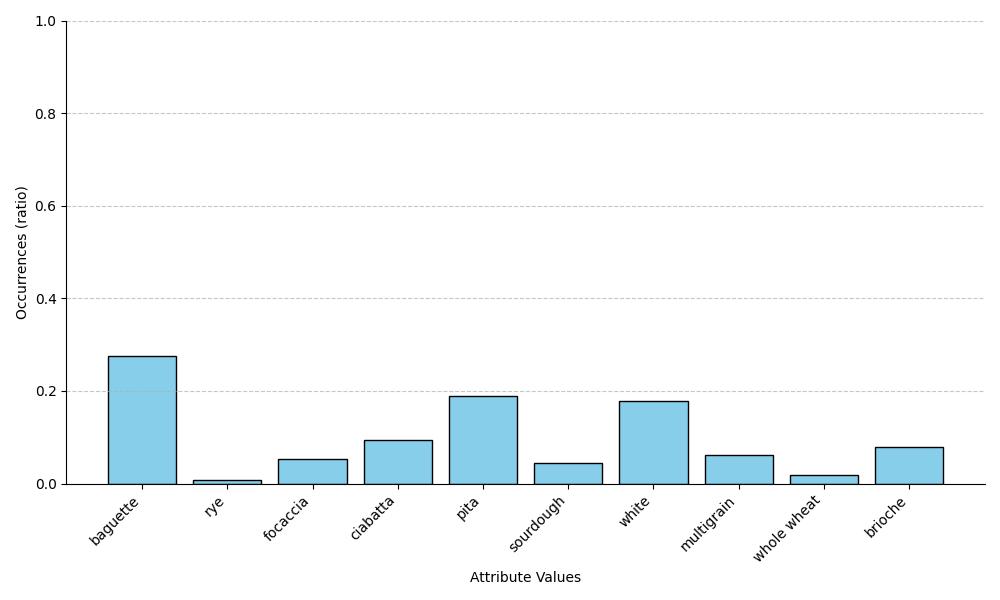 1.0
0.8
0.6
0.4
0.2
0.0
Occurrences (ratio)
baguette
rye
focaccia
ciabatta
pita
sourdough
white
multigrain
whole wheat
brioche
Attribute Values